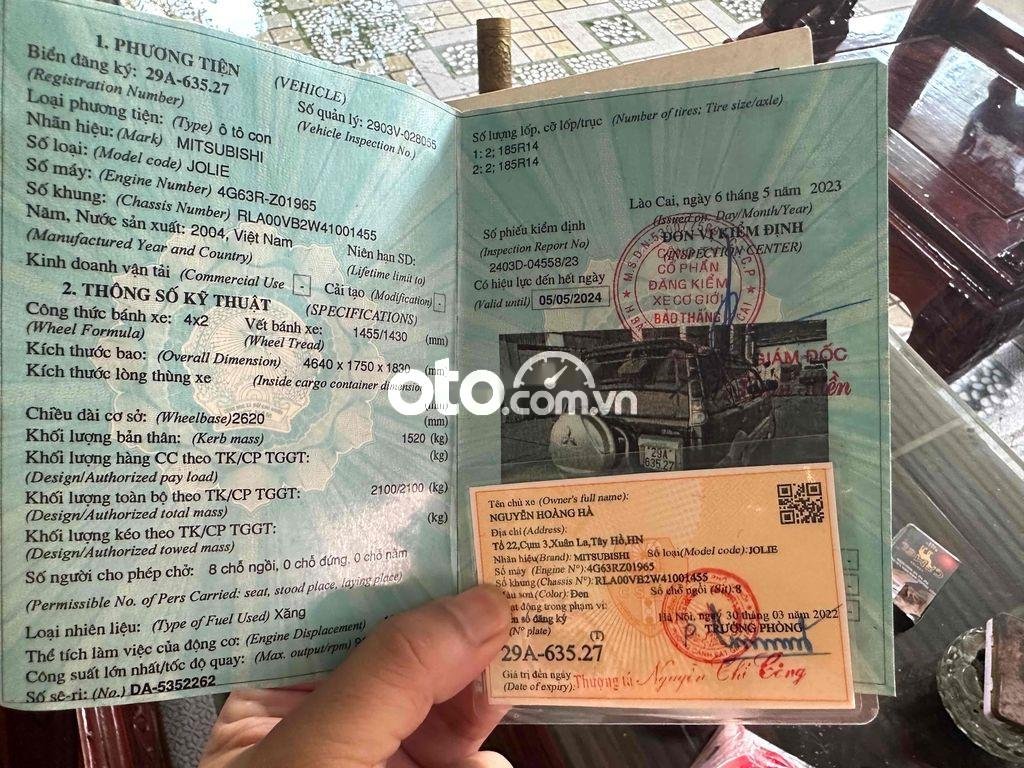 1. PHƯƠNG TIỆN (VEHICLE)
Biển đăng ký: 29A-635.27 Số quản lý: 2903V-028055
(Registration Number) (Vehicle Inspection No.)
Loại phương tiện: (Type) ô tô con
Nhãn hiệu: (Mark) MITSUBISHI
Số loại: (Model code) JOLIE
Số máy: (Engine Number) 4G63R-Z01965
Số khung: (Chassis Number) RLA00VB2W41001455
Năm, Nước sản xuất: 2004, Việt Nam Niên hạn SD:
(Manufactured Year and Country) (Lifetime limit to)
Kinh doanh vận tải (Commercial Use - Cải tạo (Modification) -
2. THÔNG SỐ KỸ THUẬT (SPECIFICATIONS)
Công thức bánh xe: 4x2 Vết bánh xe: 1455/1430 (mm)
(Wheel Formula) (Wheel Tread)
Kích thước bao: (Overall Dimension) 4640 x 1750 x 1830 (mm)
Kích thước lòng thùng xe (Inside cargo container dimension
(mm)
Chiều dài cơ sở: (Wheelbase)2620 (mm)
Khối lượng bản thân: (Kerb mass) 1520 (kg)
Khối lượng hàng CC theo TK/CP TGGT: (kg)
(Design/Authorized pay load)
Khối lượng toàn bộ theo TK/CP TGGT: 2100/2100 (kg)
(Design/Authorized total mass)
Khối lượng kéo theo TK/CP TGGT: (kg)
(Design/Authorized towed mass)
Số người cho phép chở: 8 chỗ ngồi, 0 chỗ đứng, 0 chỗ nằm
(Permissible No. of Pers Carried: seat, stood place, laying place)
Loại nhiên liệu: (Type of Fuel Used) Xăng
Thể tích làm việc của động cơ: (Engine Displacement)
Công suất lớn nhất/tốc độ quay: (Max. output/rpm)
Số sê-ri: (No.) DA-5352262
Số lượng lốp, cỡ lốp/trục (Number of tires: Tire size/axle)
1: 2; 185R14
2: 2; 185R14
Lào Cai, ngày 6 tháng 5 năm 2023
(Issued on: Day/Month/Year)
Số phiếu kiểm định ĐƠN VỊ KIỂM ĐỊNH
(Inspection Report No) (INSPECTION CENTER)
2403D-04558/23
Có hiệu lực đến hết ngày
(Valid until) 05/05/2024
CỔ PHẦN
ĐĂNG KIỂM
XE CƠ GIỚI
BẢO THẮNG
GIÁM ĐỐC
oto.com.vn
29A
635.27
Tên chủ xe (Owner's full name):
NGUYỄN HOÀNG HÀ
Địa chỉ (Address):
Tổ 22,Cụm 3,Xuân La,Tây Hồ,HN
Nhãn hiệu(Brand): MITSUBISHI Số loại(Model code):JOLIE
Số máy (Engine N°):4G63RZ01965
Số khung (Chassis N°):RLA00VB2W41001455
Màu sơn (Color): Đen Số chỗ ngồi (Sit):8
hoạt động trong phạm vi: Hà Nội, ngày 30 tháng 03 năm 2022
Biển số đăng ký TRƯỞNG PHÒNG
(N° plate)
29A-635.27
Giá trị đến ngày
(Date of expiry): Thượng tá Nguyễn Chí Công